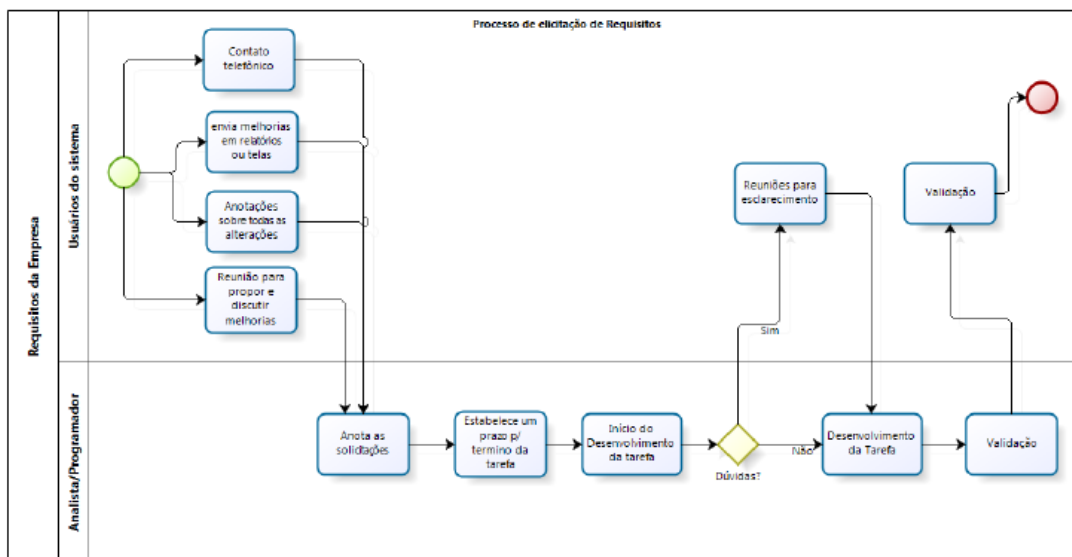 Processo de elicitação de Requisitos
Requisitos da Empresa
Usuários do sistema
Contato
telefônico
envia melhorias
em relatórios
ou telas
Anotações
sobre todas as
alterações
Reunião para
propor e
discutir
melhorias
Reuniões para
esclarecimento
Validação
Sim
Analista/Programador
Anota as
solicitações
Estabelece um
prazo p/
termino da
tarefa
Início do
Desenvolvimento
da tarefa
Dúvidas?
Não
Desenvolvimento
da Tarefa
Validação